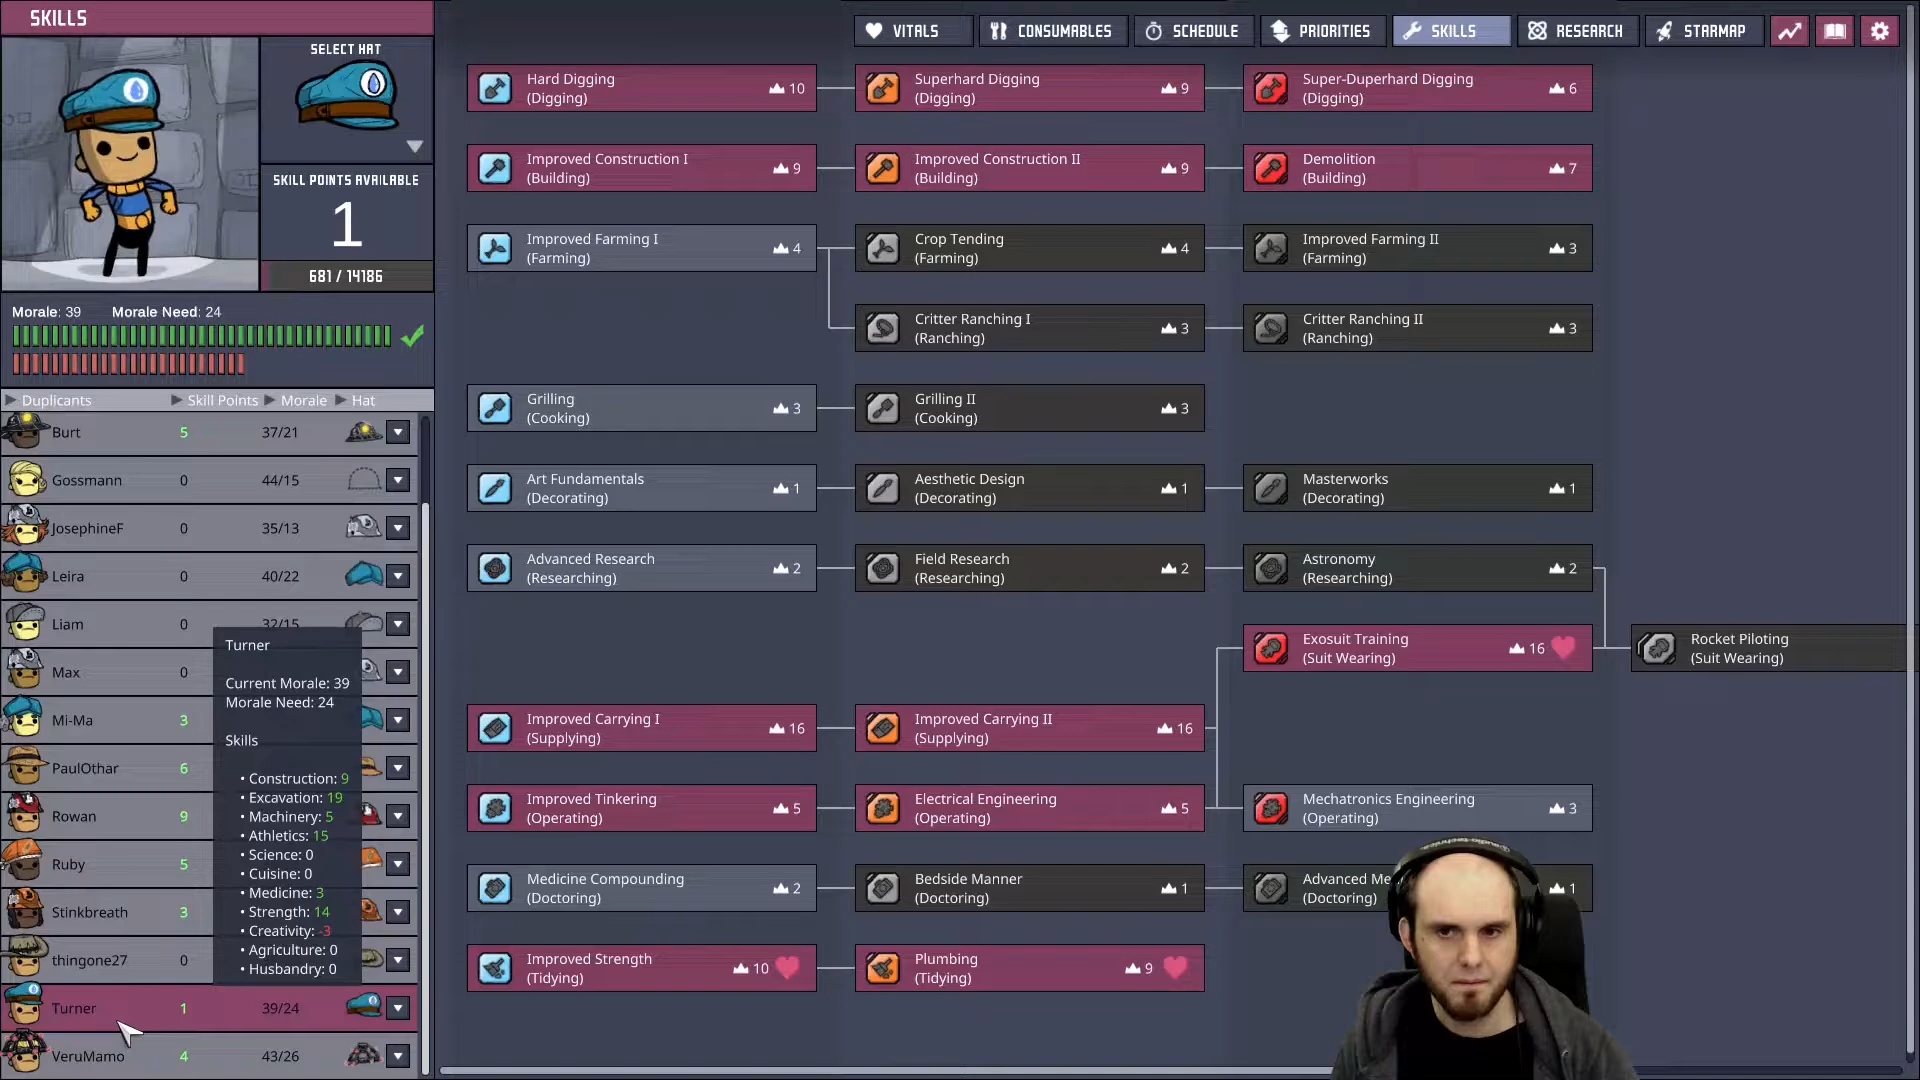 SKILLS
VITALS
CONSUMABLES
SCHEDULE
PRIORITIES
SKILLS
RESEARCH
STARMAP
SELECT HAT
SKILL POINTS AVAILABLE
1
681 / 14186
Morale: 39 Morale Need: 24
Duplicants Skill Points Morale Hat
Burt 5 37/21
Gossmann 0 44/15
JosephineF 0 35/13
Leira 0 40/22
Liam 0 32/15
Max 0
Mi-Ma 3
PaulOthar 6
Rowan 9
Ruby 5
Stinkbreath 3
thingone27 0
Turner 1 39/24
VeruMamo 4 43/26
Turner
Current Morale: 39
Morale Need: 24
Skills
• Construction: 9
• Excavation: 19
• Machinery: 5
• Athletics: 15
• Science: 0
• Cuisine: 0
• Medicine: 3
• Strength: 14
• Creativity: -3
• Agriculture: 0
• Husbandry: 0
Hard Digging
(Digging)
10
Superhard Digging
(Digging)
9
Super-Duperhard Digging
(Digging)
6
Improved Construction I
(Building)
9
Improved Construction II
(Building)
9
Demolition
(Building)
7
Improved Farming I
(Farming)
4
Crop Tending
(Farming)
4
Improved Farming II
(Farming)
3
Critter Ranching I
(Ranching)
3
Critter Ranching II
(Ranching)
3
Grilling
(Cooking)
3
Grilling II
(Cooking)
3
Art Fundamentals
(Decorating)
1
Aesthetic Design
(Decorating)
1
Masterworks
(Decorating)
1
Advanced Research
(Researching)
2
Field Research
(Researching)
2
Astronomy
(Researching)
2
Exosuit Training
(Suit Wearing)
16
Rocket Piloting
(Suit Wearing)
Improved Carrying I
(Supplying)
16
Improved Carrying II
(Supplying)
16
Improved Tinkering
(Operating)
5
Electrical Engineering
(Operating)
5
Mechatronics Engineering
(Operating)
3
Medicine Compounding
(Doctoring)
2
Bedside Manner
(Doctoring)
1
Advanced Me
(Doctoring)
1
Improved Strength
(Tidying)
10
Plumbing
(Tidying)
9